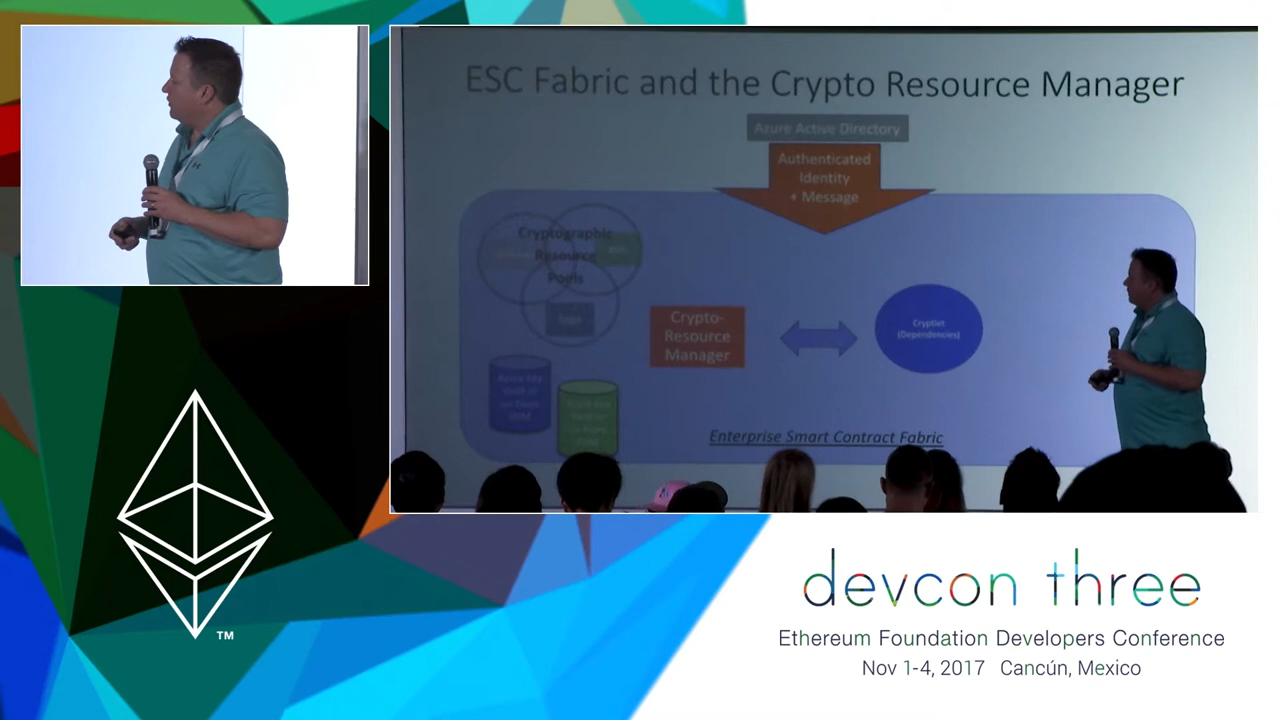 ESC Fabric and the Crypto Resource Manager
Azure Active Directory
Authenticated
Identity
+ Message
Cryptographic
Resource
Pools
Crypto-
Resource
Manager
Cryptlet
(Dependencies)
Enterprise Smart Contract Fabric
TM
devcon three
Ethereum Foundation Developers Conference
Nov 1-4, 2017 Cancún, Mexico